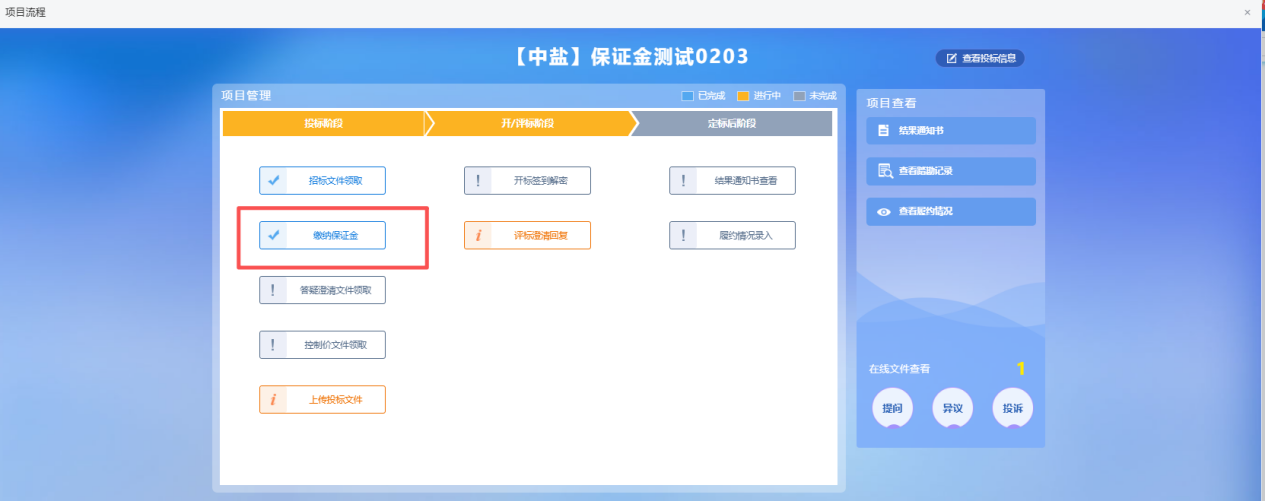 项目流程
×
【中盐】保证金测试0203
查看投标信息
项目管理
已完成 进行中 未完成
投标阶段
开/评标阶段
定标后阶段
招标文件领取
开标签到解密
结果通知书查看
缴纳保证金
评标澄清回复
履约情况录入
答疑澄清文件领取
控制价文件领取
上传投标文件
项目查看
结果通知书
查看踏勘记录
查看履约情况
在线文件查看 1
提问 异议 投诉